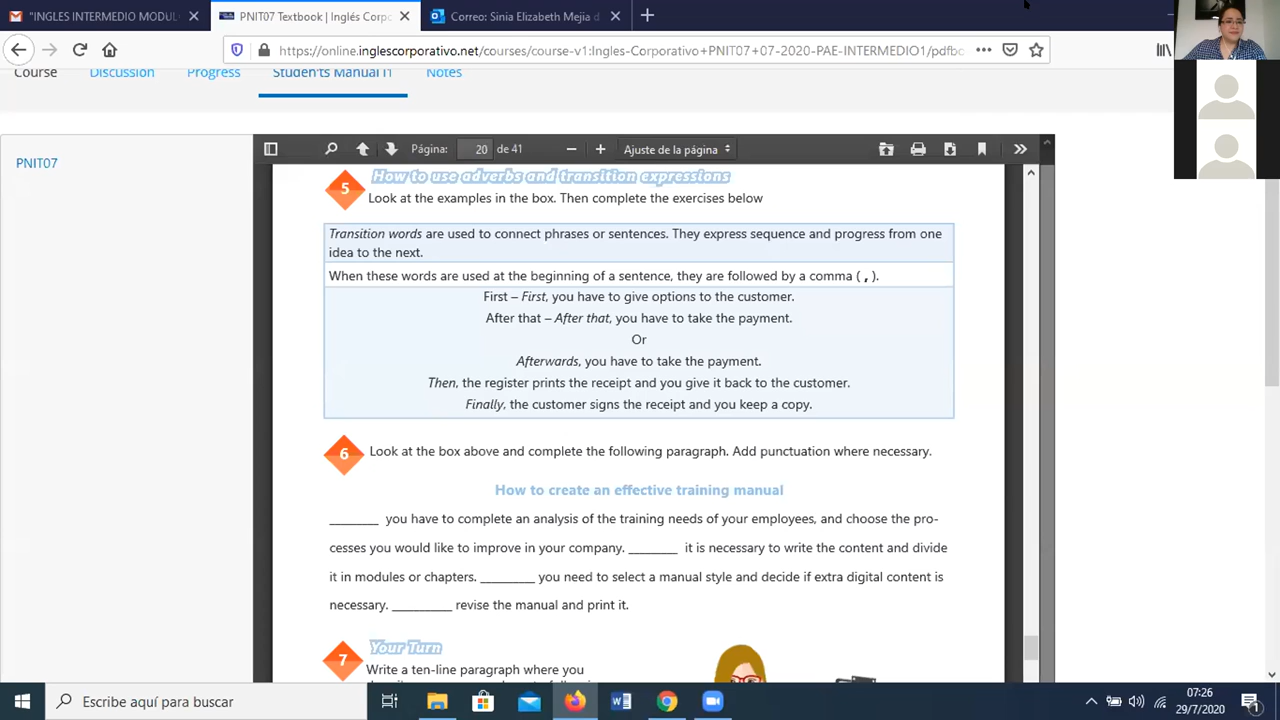 "INGLES INTERMEDIO MODUL
PNIT07 Textbook | Inglés Corpo
Correo: Sinia Elizabeth Mejia d
https://online.inglescorporativo.net/courses/course-v1:Ingles-Corporativo+PNIT07+07-2020-PAE-INTERMEDIO1/pdfbo
Course
Discussion
Progress
Student's Manual I1
Notes
PNIT07
Página:
20
de 41
Ajuste de la página
5
How to use adverbs and transition expressions
Look at the examples in the box. Then complete the exercises below
Transition words are used to connect phrases or sentences. They express sequence and progress from one
idea to the next.
When these words are used at the beginning of a sentence, they are followed by a comma ( , ).
First – First, you have to give options to the customer.
After that – After that, you have to take the payment.
Or
Afterwards, you have to take the payment.
Then, the register prints the receipt and you give it back to the customer.
Finally, the customer signs the receipt and you keep a copy.
6
Look at the box above and complete the following paragraph. Add punctuation where necessary.
How to create an effective training manual
_______ you have to complete an analysis of the training needs of your employees, and choose the pro-
cesses you would like to improve in your company. _______ it is necessary to write the content and divide
it in modules or chapters. ________ you need to select a manual style and decide if extra digital content is
necessary. _________ revise the manual and print it.
7
Your Turn
Write a ten-line paragraph where you
Escribe aquí para buscar
07:26
29/7/2020
1